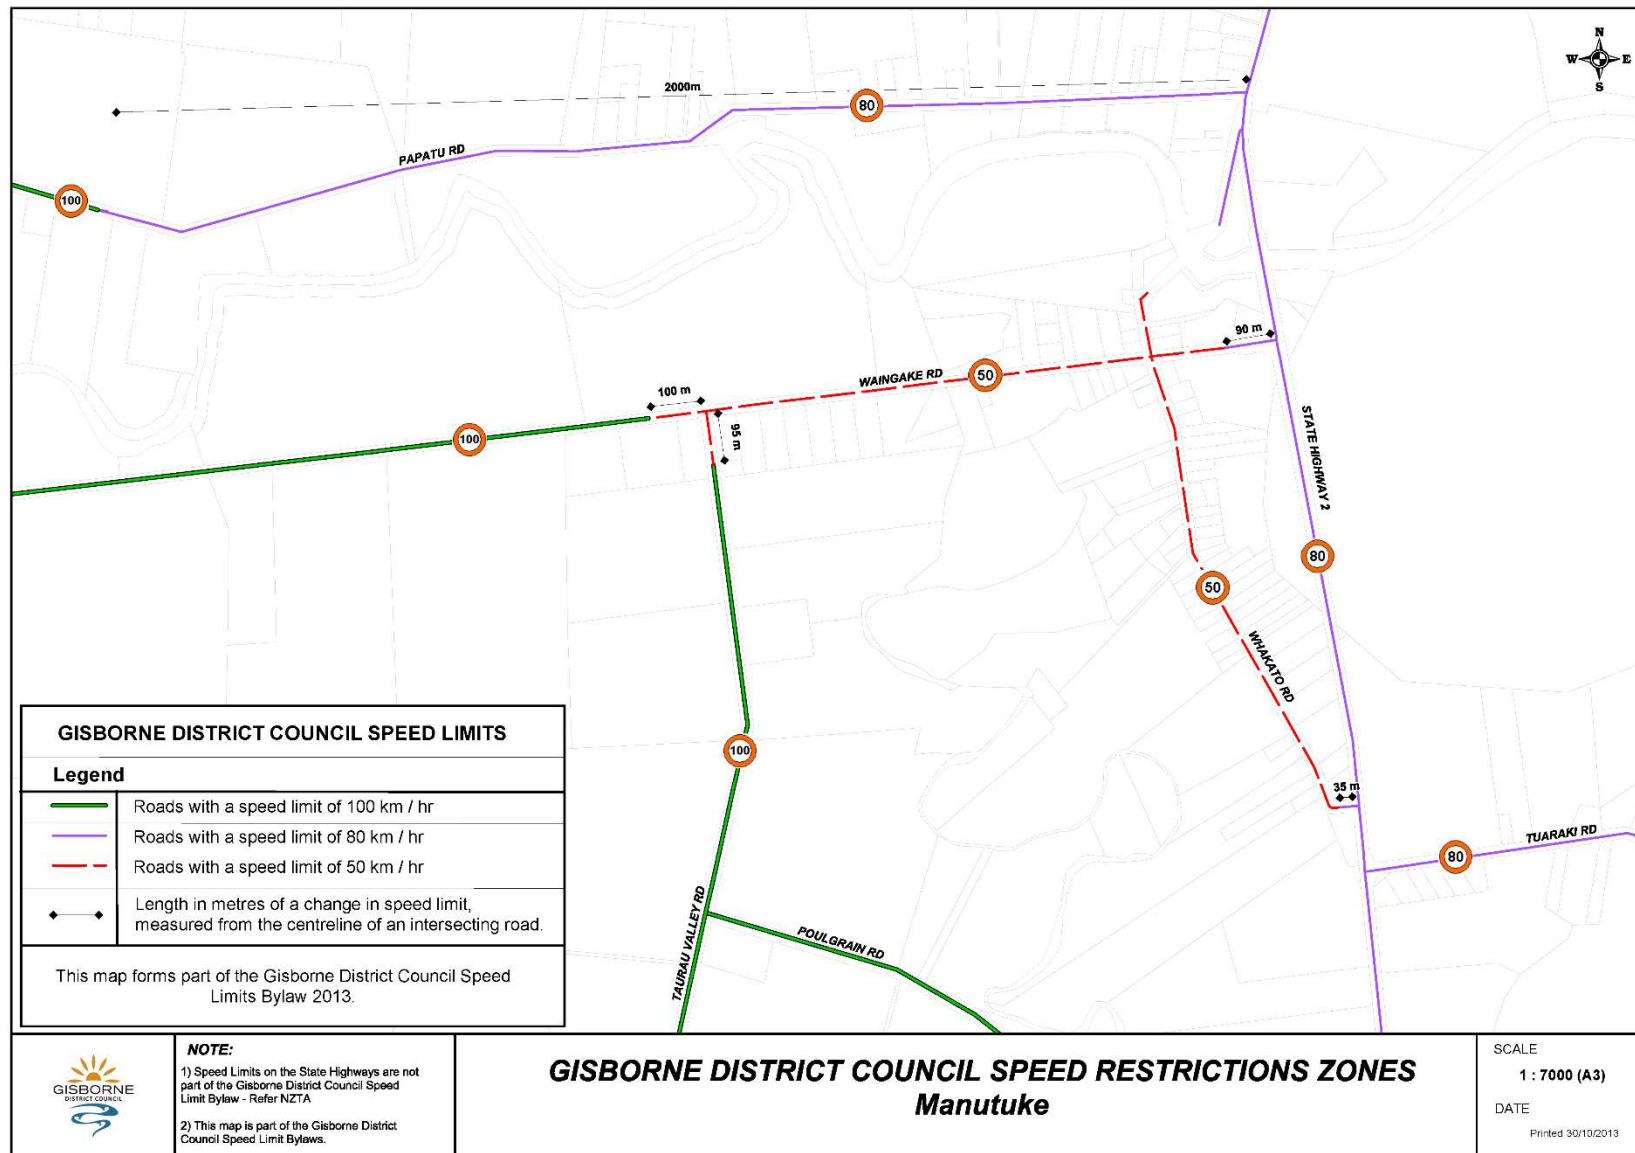 N
W E
S
2000m
80
PAPATU RD
100
90 m
WAINGAKE RD
50
100 m
95 m
100
STATE HIGHWAY 2
80
50
WHAKATO RD
100
35 m
TUARAKI RD
80
TAURAU VALLEY RD
POULGRAIN RD
GISBORNE DISTRICT COUNCIL SPEED LIMITS
Legend
Roads with a speed limit of 100 km / hr
Roads with a speed limit of 80 km / hr
Roads with a speed limit of 50 km / hr
Length in metres of a change in speed limit,
measured from the centreline of an intersecting road.
This map forms part of the Gisborne District Council Speed
Limits Bylaw 2013.
GISBORNE
DISTRICT COUNCIL
NOTE:
1) Speed Limits on the State Highways are not
part of the Gisborne District Council Speed
Limit Bylaw - Refer NZTA
2) This map is part of the Gisborne District
Council Speed Limit Bylaws.
GISBORNE DISTRICT COUNCIL SPEED RESTRICTIONS ZONES
Manutuke
SCALE
1 : 7000 (A3)
DATE
Printed 30/10/2013